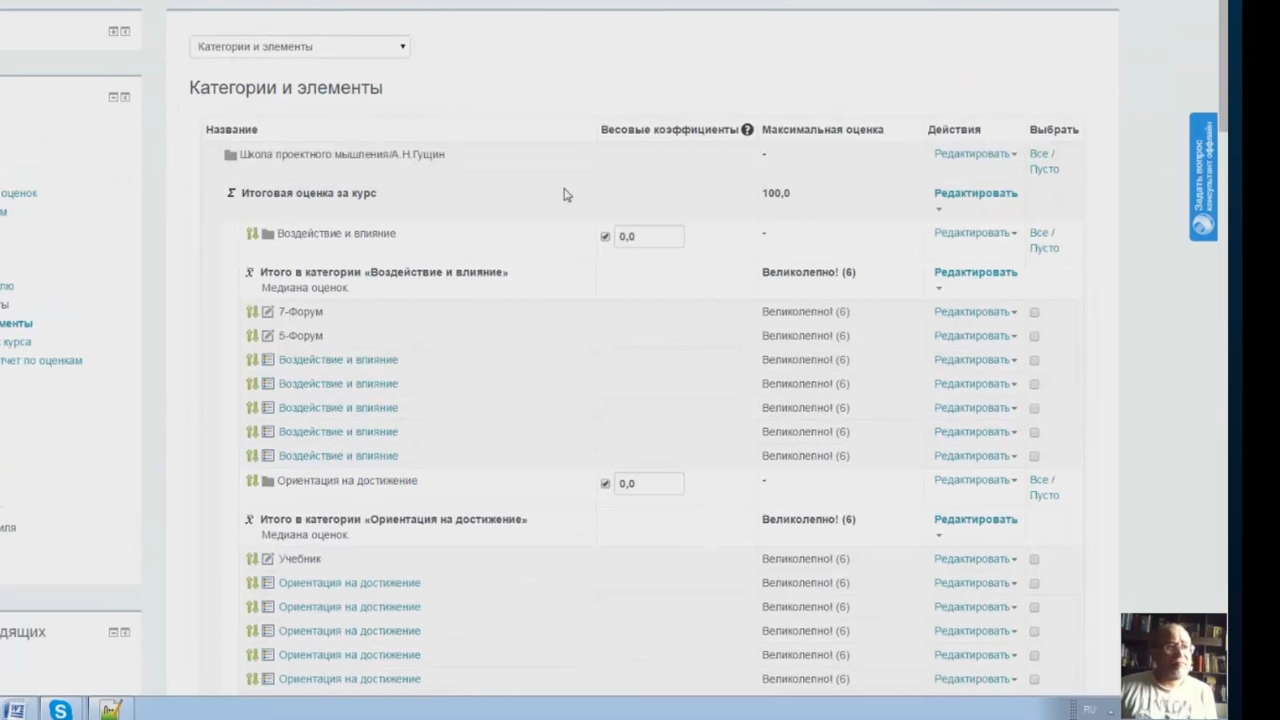 Категории и элементы
Категории и элементы
Название Весовые коэффициенты Максимальная оценка Действия Выбрать
Школа проектного мышления/А.Н.Гущин - Редактировать Все /
Пусто
Σ Итоговая оценка за курс 100,0 Редактировать
Воздействие и влияние 0,0 - Редактировать Все /
Пусто
Итого в категории «Воздействие и влияние» Великолепно! (6) Редактировать
Медиана оценок.
7-Форум Великолепно! (6) Редактировать
5-Форум Великолепно! (6) Редактировать
Воздействие и влияние Великолепно! (6) Редактировать
Воздействие и влияние Великолепно! (6) Редактировать
Воздействие и влияние Великолепно! (6) Редактировать
Воздействие и влияние Великолепно! (6) Редактировать
Воздействие и влияние Великолепно! (6) Редактировать
Ориентация на достижение 0,0 - Редактировать Все /
Пусто
Итого в категории «Ориентация на достижение» Великолепно! (6) Редактировать
Медиана оценок.
Учебник Великолепно! (6) Редактировать
Ориентация на достижение Великолепно! (6) Редактировать
Ориентация на достижение Великолепно! (6) Редактировать
Ориентация на достижение Великолепно! (6) Редактировать
Ориентация на достижение Великолепно! (6) Редактировать
Ориентация на достижение Великолепно! (6) Редактировать
оценок
м
лю
ты
менты
курса
тчет по оценкам
иля
дящих
Задать вопрос
консультант оффлайн
RU